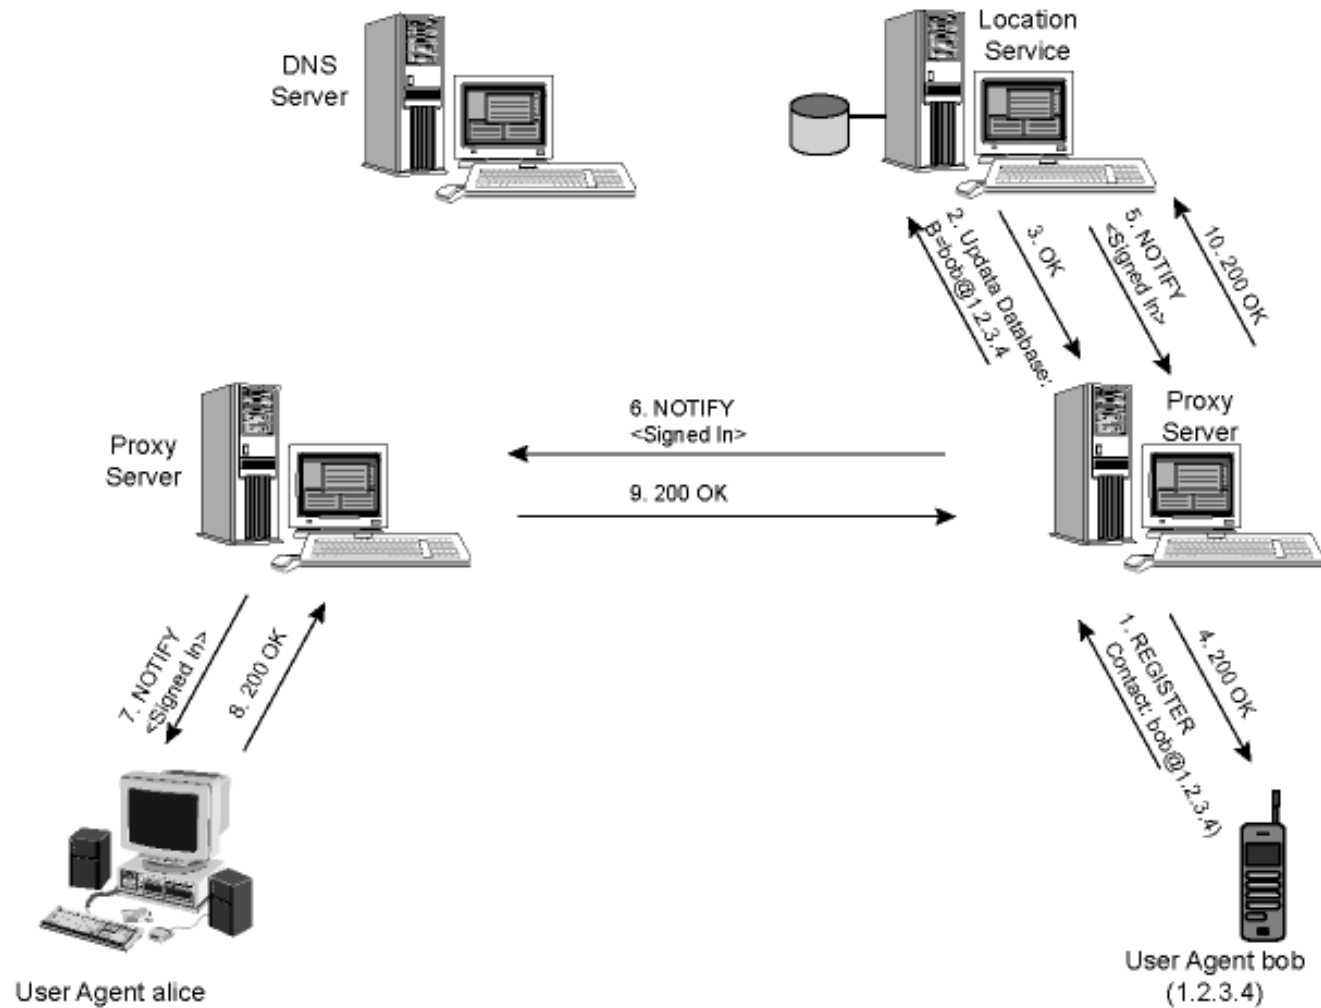 DNS
Server
Location
Service
2. Updata Database:
B=bob@1.2.3.4
3. OK
5. NOTIFY
<Signed In>
10. 200 OK
Proxy
Server
6. NOTIFY
<Signed In>
9. 200 OK
Proxy
Server
7. NOTIFY
<Signed In>
8. 200 OK
1. REGISTER
Contact: bob@1.2.3.4)
4. 200 OK
User Agent alice
User Agent bob
(1.2.3.4)